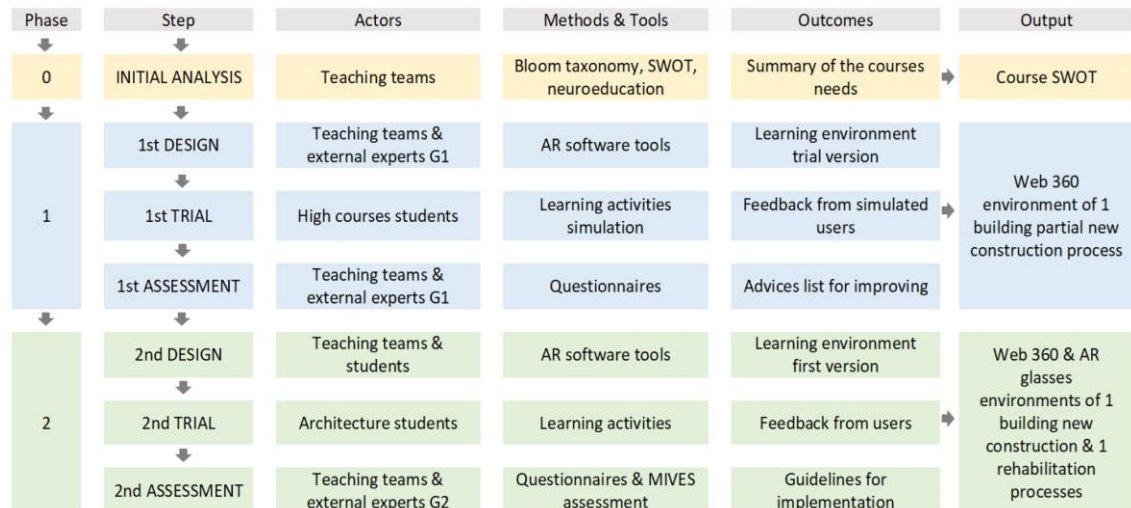 Phase
Step
Actors
Methods & Tools
Outcomes
Output
0
INITIAL ANALYSIS
Teaching teams
Bloom taxonomy, SWOT,
neuroeducation
Summary of the courses
needs
Course SWOT
1
1st DESIGN
Teaching teams &
external experts G1
AR software tools
Learning environment
trial version
1st TRIAL
High courses students
Learning activities
simulation
Feedback from simulated
users
1st ASSESSMENT
Teaching teams &
external experts G1
Questionnaires
Advices list for improving
Web 360
environment of 1
building partial new
construction process
2
2nd DESIGN
Teaching teams &
students
AR software tools
Learning environment
first version
2nd TRIAL
Architecture students
Learning activities
Feedback from users
2nd ASSESSMENT
Teaching teams &
external experts G2
Questionnaires & MIVES
assessment
Guidelines for
implementation
Web 360 & AR
glasses
environments of 1
building new
construction & 1
rehabilitation
processes